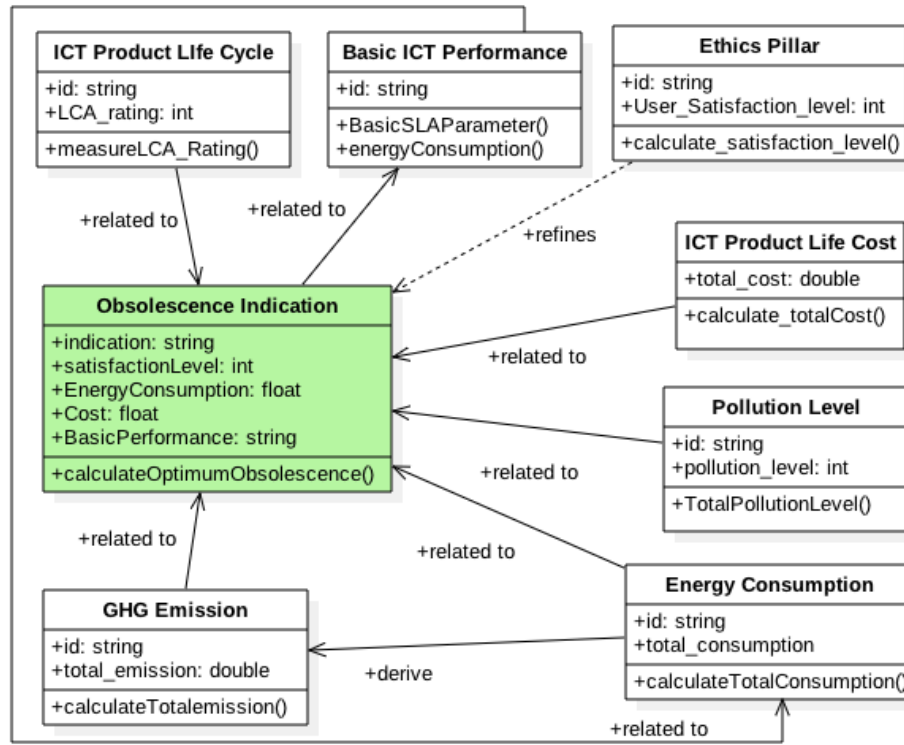 ICT Product LIfe Cycle
+id: string
+LCA_rating: int
+measureLCA_Rating()
Basic ICT Performance
+id: string
+BasicSLAParameter()
+energyConsumption()
Ethics Pillar
+id: string
+User_Satisfaction_level: int
+calculate_satisfaction_level()
+related to
+related to
+refines
ICT Product Life Cost
+total_cost: double
+calculate_totalCost()
+related to
Obsolescence Indication
+indication: string
+satisfactionLevel: int
+EnergyConsumption: float
+Cost: float
+BasicPerformance: string
+calculateOptimumObsolescence()
Pollution Level
+id: string
+pollution_level: int
+TotalPollutionLevel()
+related to
+related to
+related to
GHG Emission
+id: string
+total_emission: double
+calculateTotalemission()
+derive
Energy Consumption
+id: string
+total_consumption
+calculateTotalConsumption()
+related to